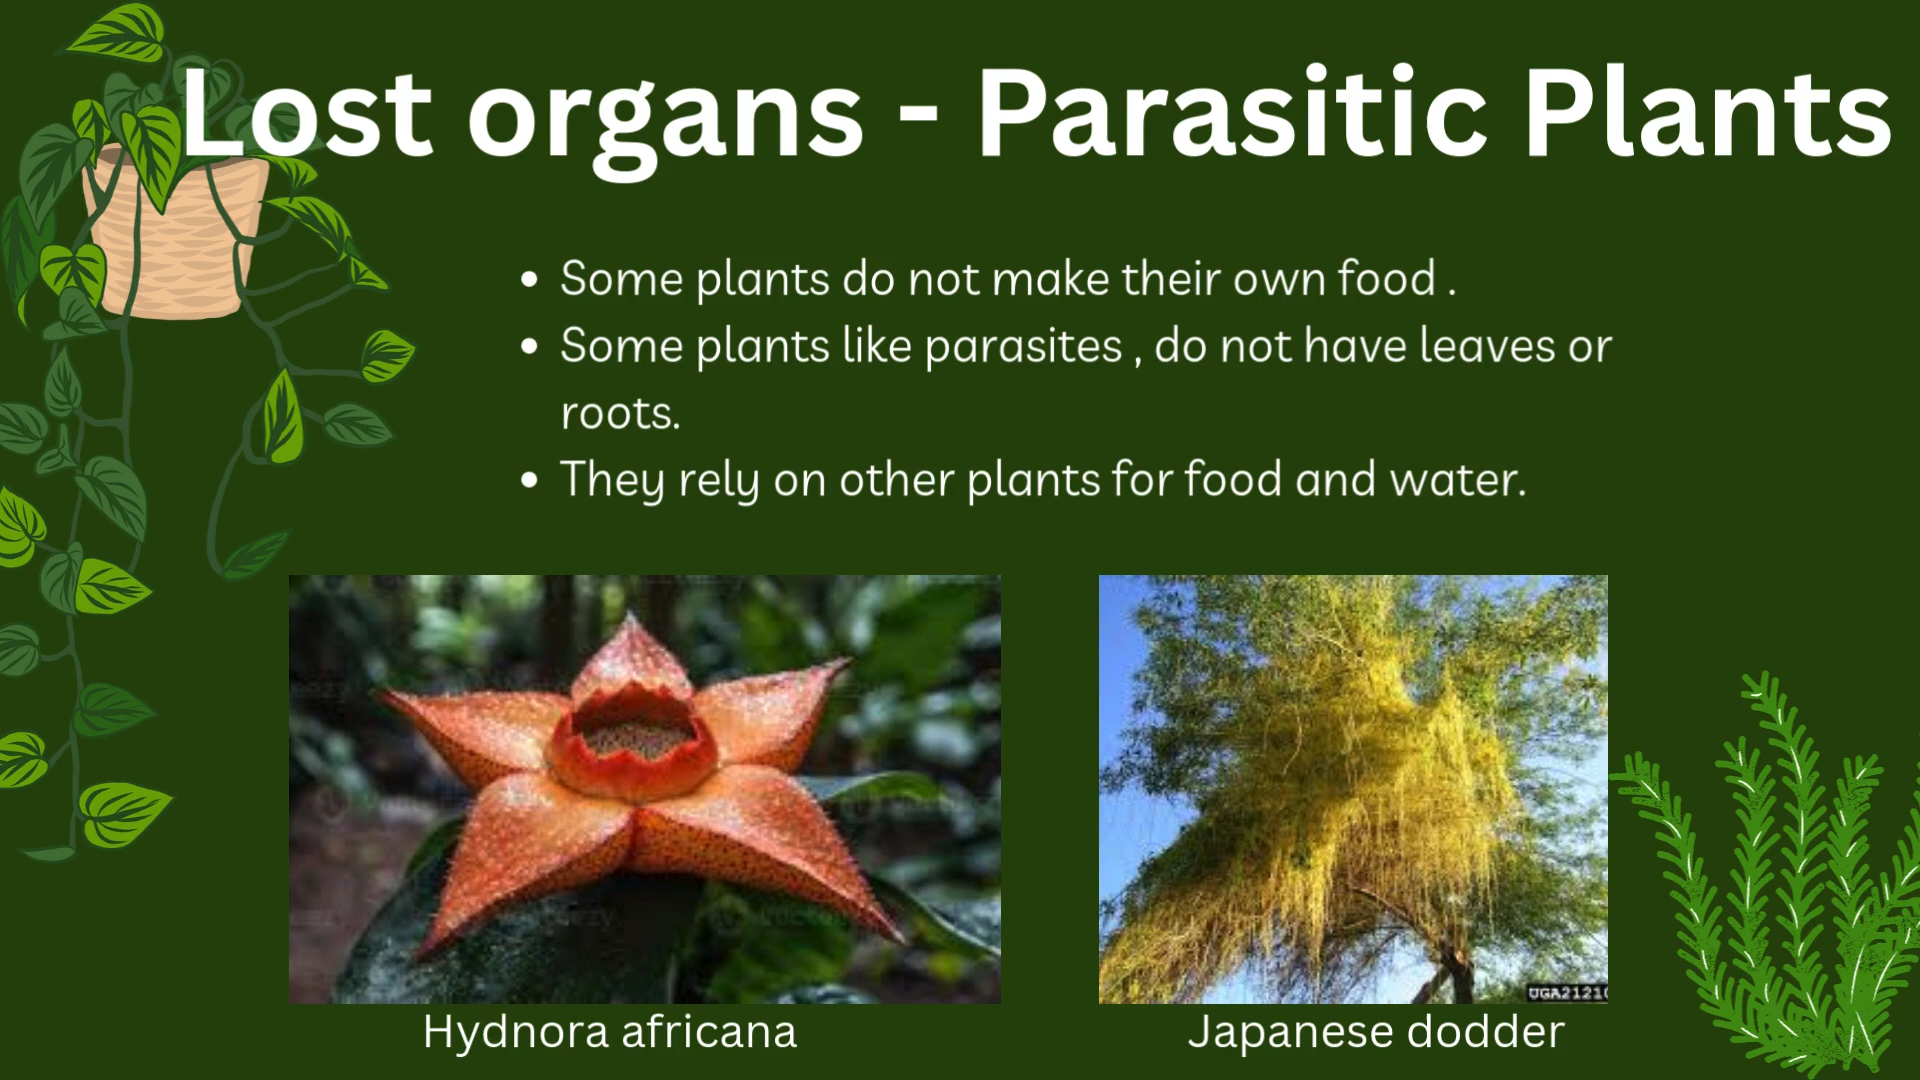 Lost organs - Parasitic Plants
• Some plants do not make their own food .
• Some plants like parasites , do not have leaves or
roots.
• They rely on other plants for food and water.
UGA2121
Hydnora africana
Japanese dodder